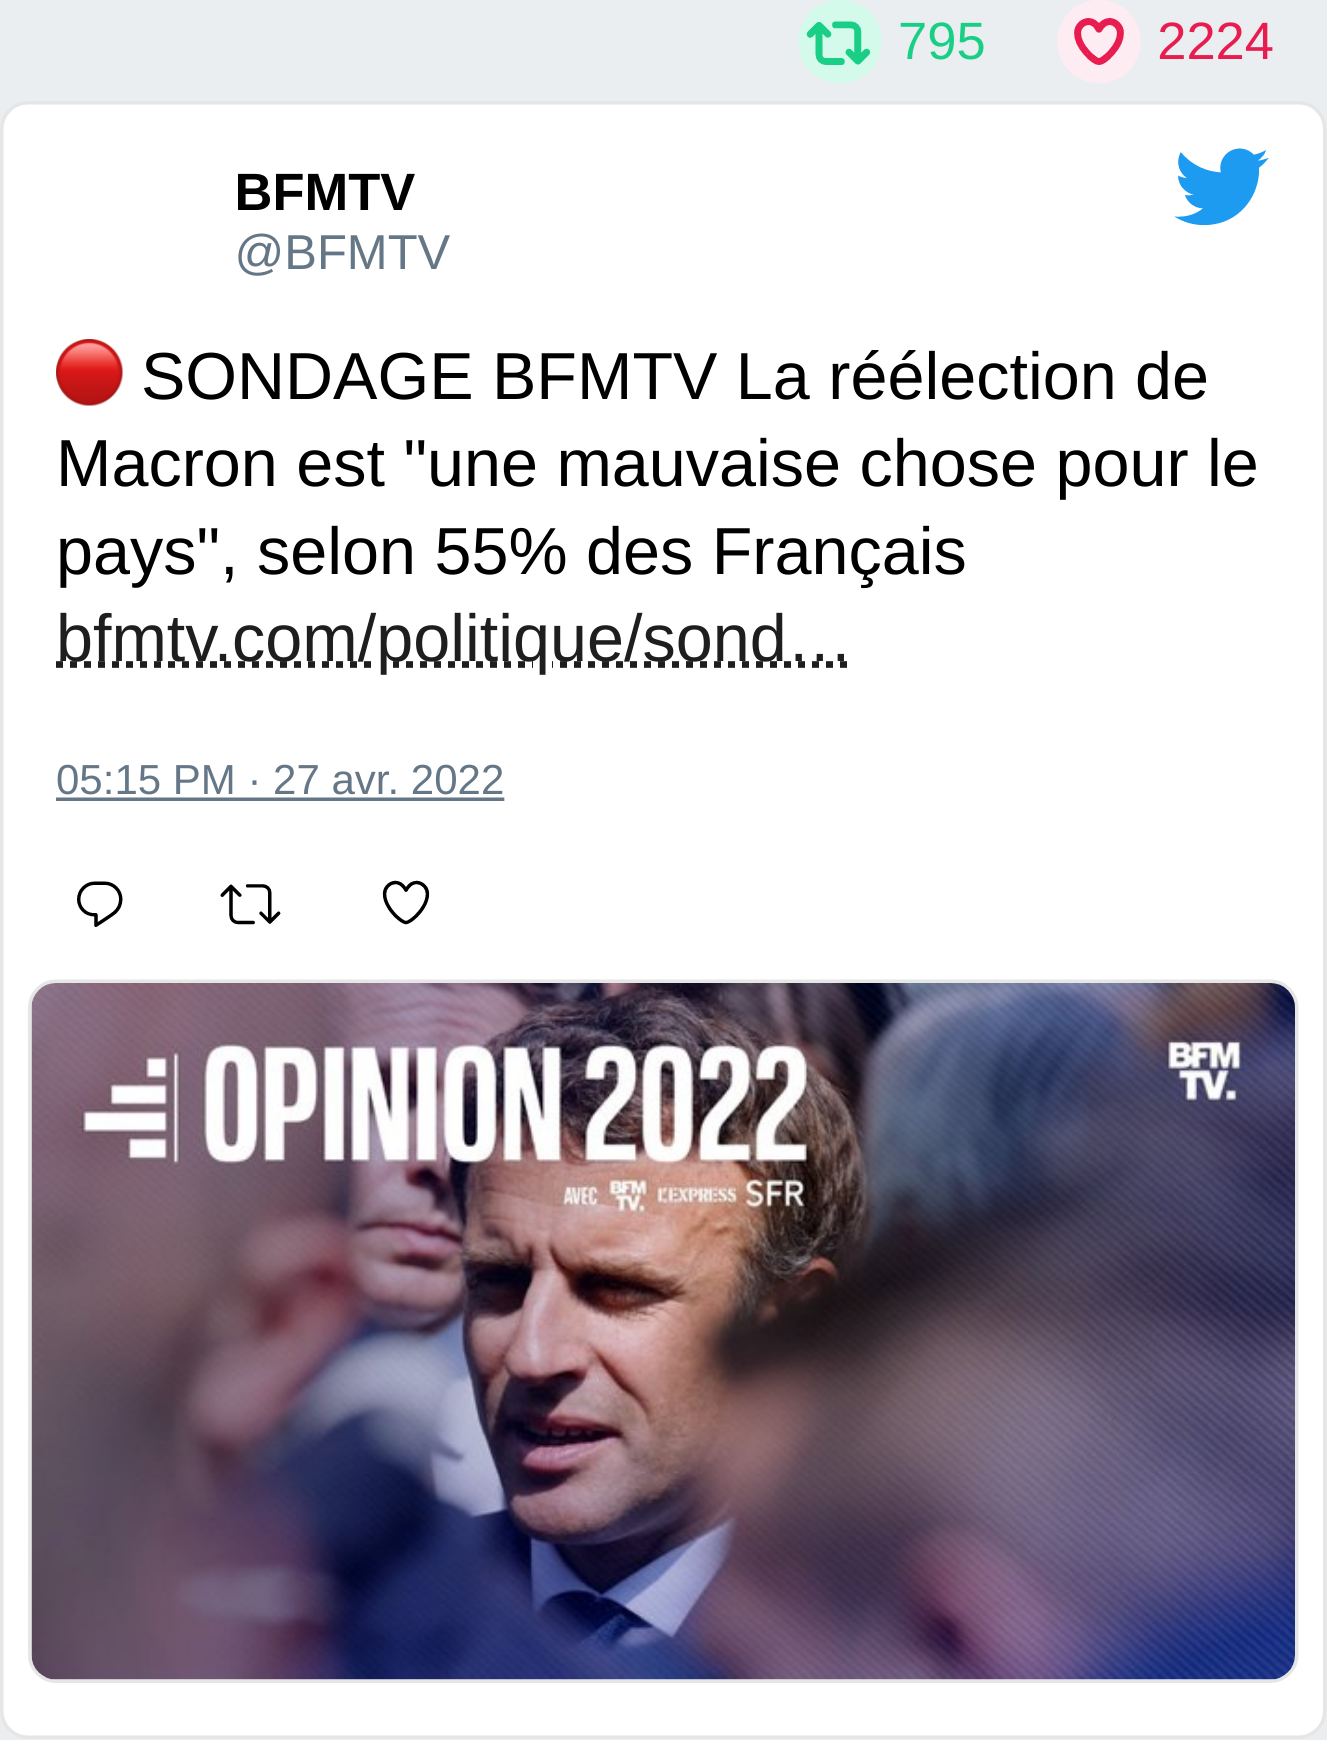 795 2224
BFMTV
@BFMTV
🔴 SONDAGE BFMTV La réélection de
Macron est "une mauvaise chose pour le
pays", selon 55% des Français
bfmtv.com/politique/sond…
05:15 PM · 27 avr. 2022
OPINION 2022
BFM
TV.
AVEC BFM TV. L'EXPRESS SFR